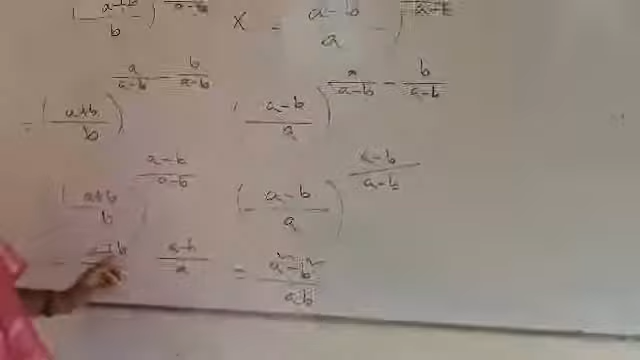 (a+b/b) × (a-b/a)
= (a+b/b)^(a/a-b - b/a-b) (a-b/a)^(a/a-b - b/a-b)
(a+b/b)^(a-b/a-b) (a-b/a)^(a-b/a-b)
= a+b a-b/a = a²-b²/ab